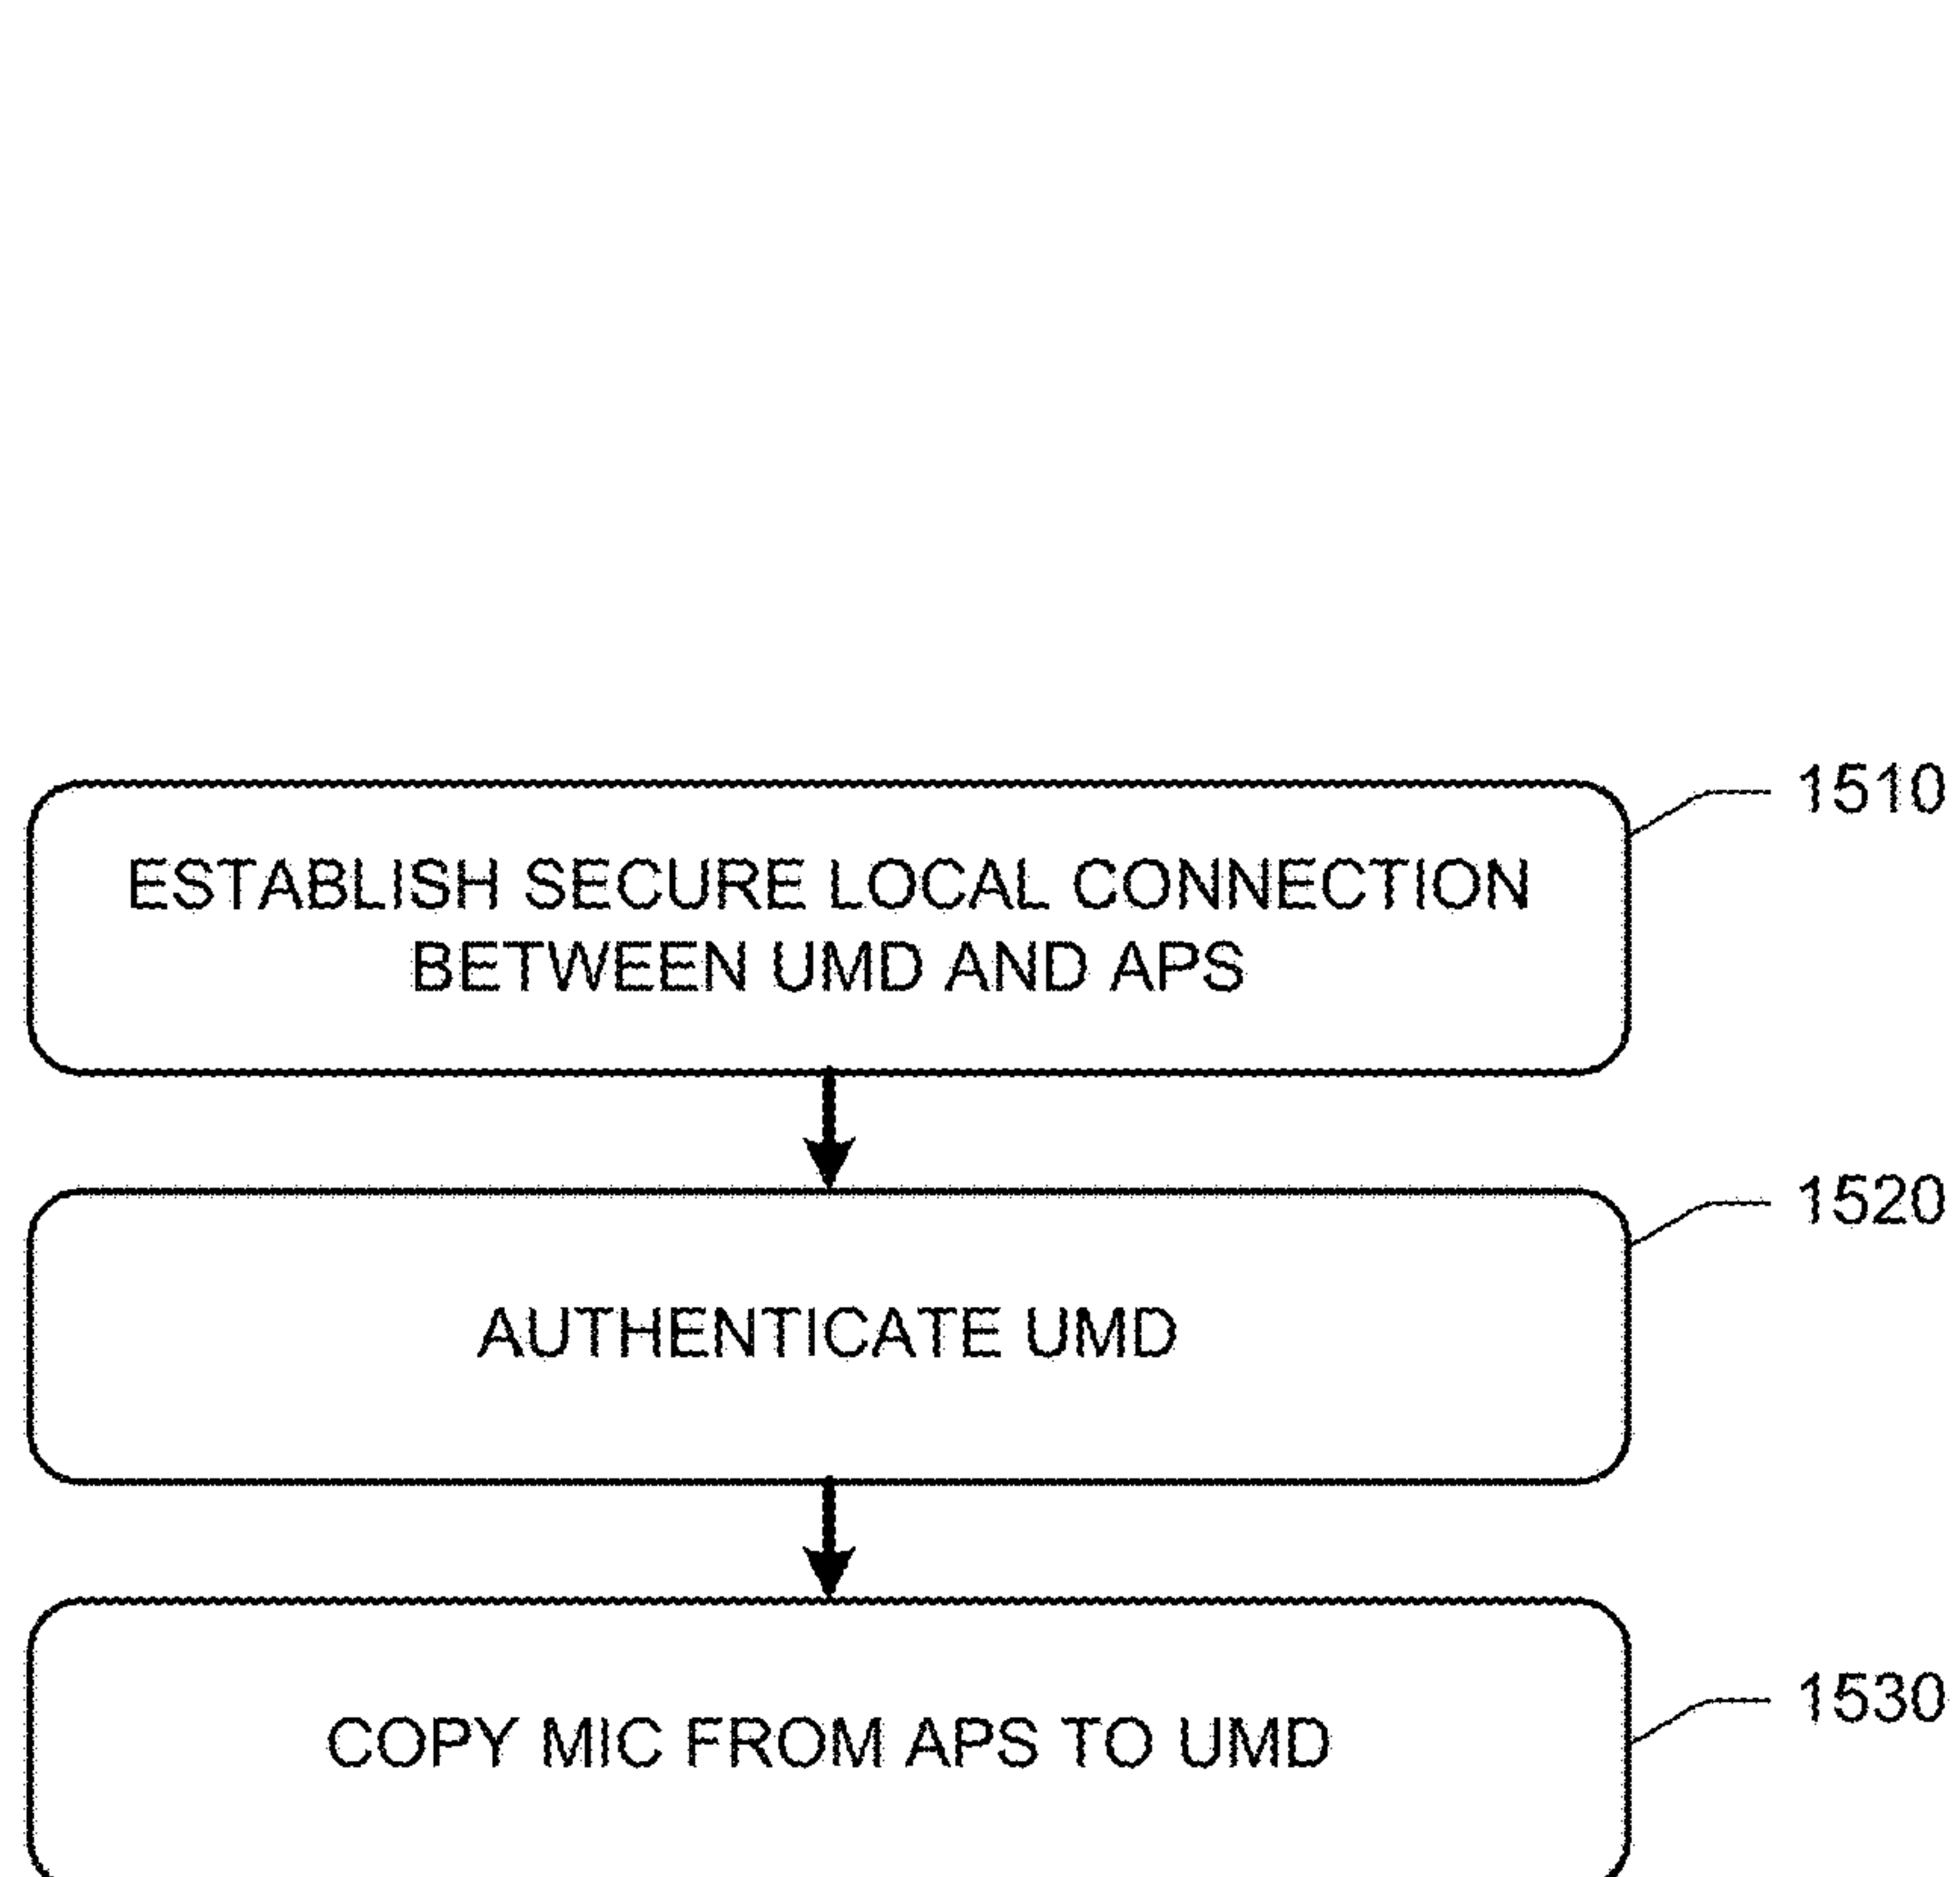 1510
ESTABLISH SECURE LOCAL CONNECTION
BETWEEN UMD AND APS
1520
AUTHENTICATE UMD
1530
COPY MIC FROM APS TO UMD